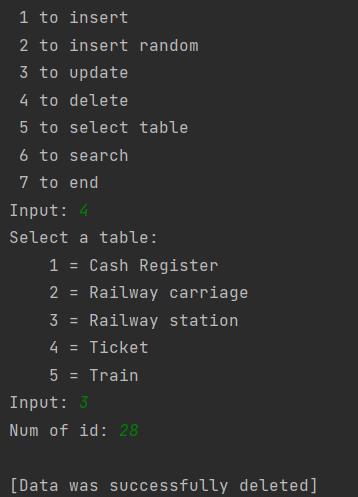 1 to insert
2 to insert random
3 to update
4 to delete
5 to select table
6 to search
7 to end
Input: 4
Select a table:
1 = Cash Register
2 = Railway carriage
3 = Railway station
4 = Ticket
5 = Train
Input: 3
Num of id: 28
[Data was successfully deleted]